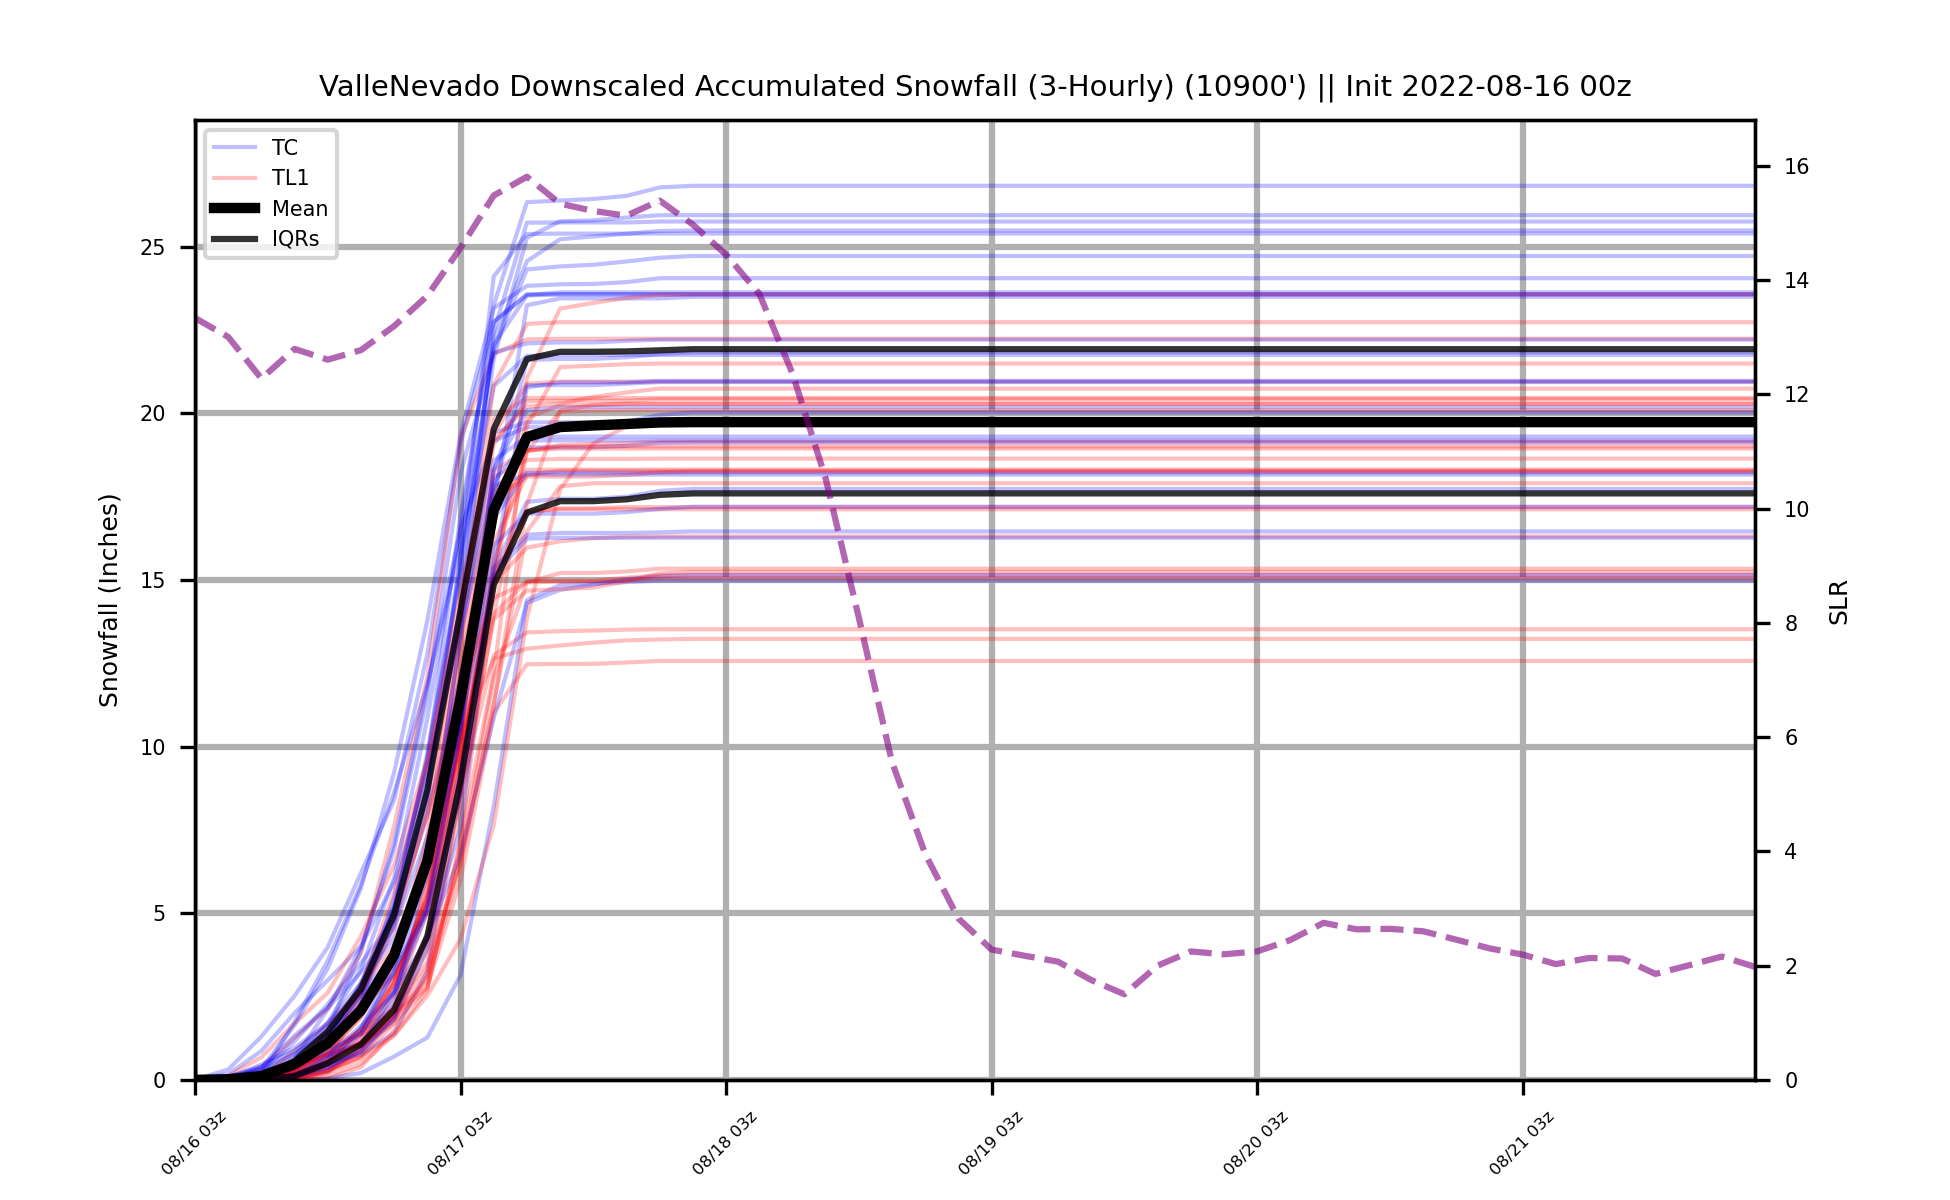 ValleNevado Downscaled Accumulated Snowfall (3-Hourly) (10900') || Init 2022-08-16 00z
TC
TL1
Mean
IQRs
Snowfall (Inches)
25
20
15
10
5
0
16
14
12
10
8
6
4
2
0
SLR
08/16 03z
08/17 03z
08/18 03z
08/19 03z
08/20 03z
08/21 03z